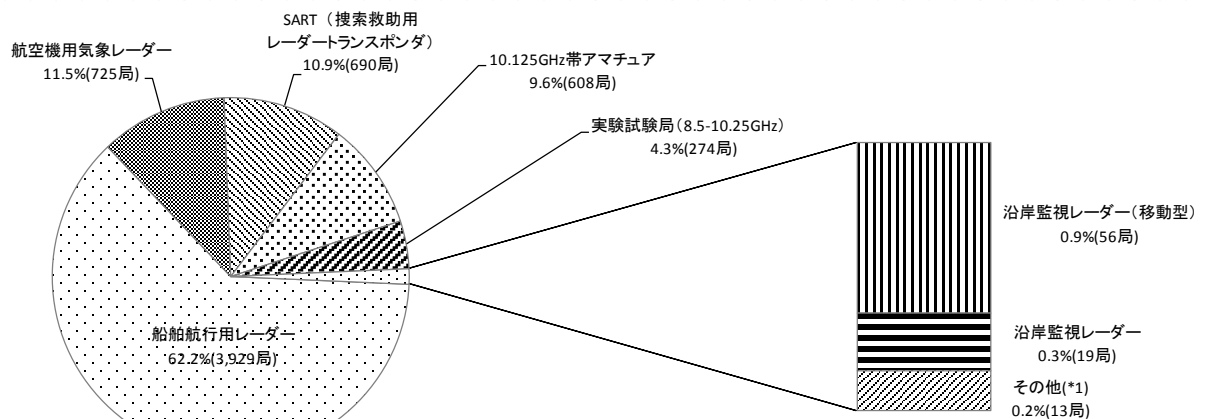 SART（捜索救助用
レーダートランスポンダ）
10.9%(690局)
航空機用気象レーダー
11.5%(725局)
10.125GHz帯アマチュア
9.6%(608局)
実験試験局（8.5-10.25GHz）
4.3%(274局)
沿岸監視レーダー（移動型）
0.9%(56局)
船舶航行用レーダー
62.2%(3,929局)
沿岸監視レーダー
0.3%(19局)
その他(*1)
0.2%(13局)